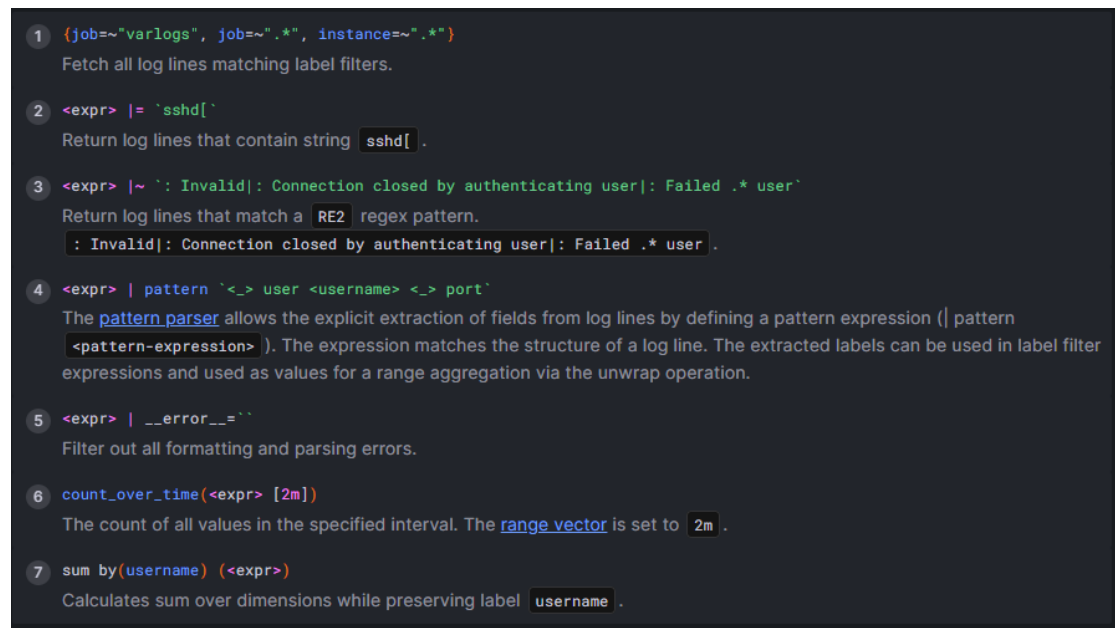 1 {job=~"varlogs", job=~".*", instance=~".*"}
Fetch all log lines matching label filters.
2 <expr> |= `sshd[`
Return log lines that contain string sshd[ .
3 <expr> |~ `: Invalid|: Connection closed by authenticating user|: Failed .* user`
Return log lines that match a RE2 regex pattern.
: Invalid|: Connection closed by authenticating user|: Failed .* user .
4 <expr> | pattern `<_> user <username> <_> port`
The pattern parser allows the explicit extraction of fields from log lines by defining a pattern expression (| pattern
<pattern-expression> ). The expression matches the structure of a log line. The extracted labels can be used in label filter
expressions and used as values for a range aggregation via the unwrap operation.
5 <expr> | __error__=``
Filter out all formatting and parsing errors.
6 count_over_time(<expr> [2m])
The count of all values in the specified interval. The range vector is set to 2m .
7 sum by(username) (<expr>)
Calculates sum over dimensions while preserving label username .